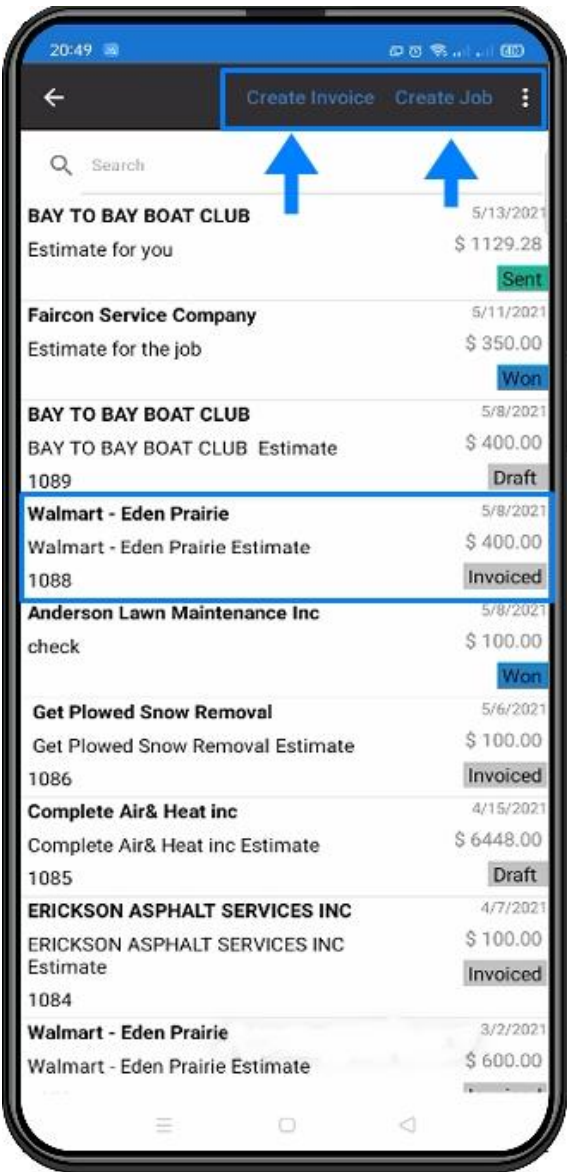 20:49
Create Invoice Create Job
Search
BAY TO BAY BOAT CLUB 5/13/2021
Estimate for you $ 1129.28
Sent
Faircon Service Company 5/11/2021
Estimate for the job $ 350.00
Won
BAY TO BAY BOAT CLUB 5/8/2021
BAY TO BAY BOAT CLUB Estimate $ 400.00
1089 Draft
Walmart - Eden Prairie 5/8/2021
Walmart - Eden Prairie Estimate $ 400.00
1088 Invoiced
Anderson Lawn Maintenance Inc 5/8/2021
check $ 100.00
Won
Get Plowed Snow Removal 5/6/2021
Get Plowed Snow Removal Estimate $ 100.00
1086 Invoiced
Complete Air& Heat inc 4/15/2021
Complete Air& Heat inc Estimate $ 6448.00
1085 Draft
ERICKSON ASPHALT SERVICES INC 4/7/2021
ERICKSON ASPHALT SERVICES INC $ 100.00
Estimate Invoiced
1084
Walmart - Eden Prairie 3/2/2021
Walmart - Eden Prairie Estimate $ 600.00